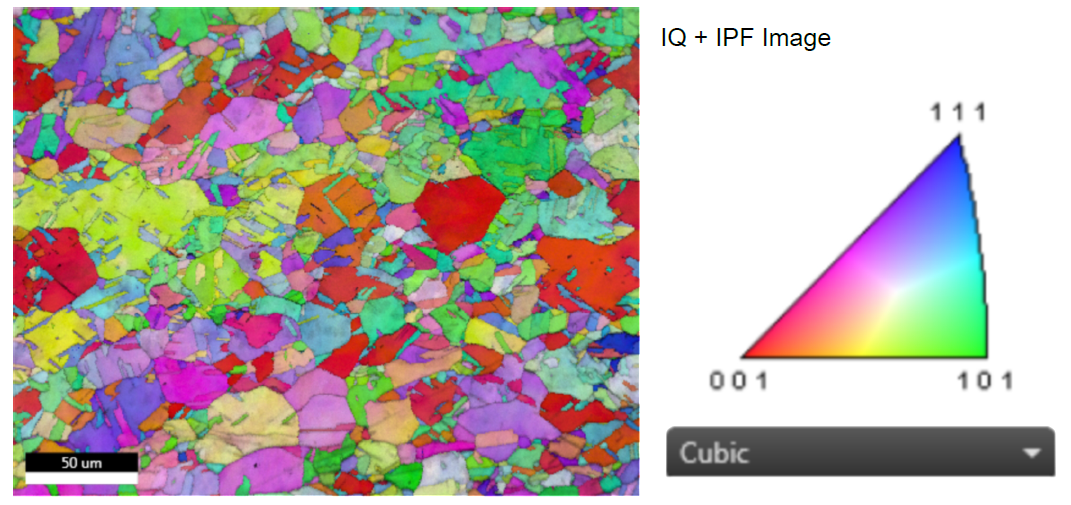 IQ + IPF Image
1 1 1
0 0 1
1 0 1
Cubic
50 um